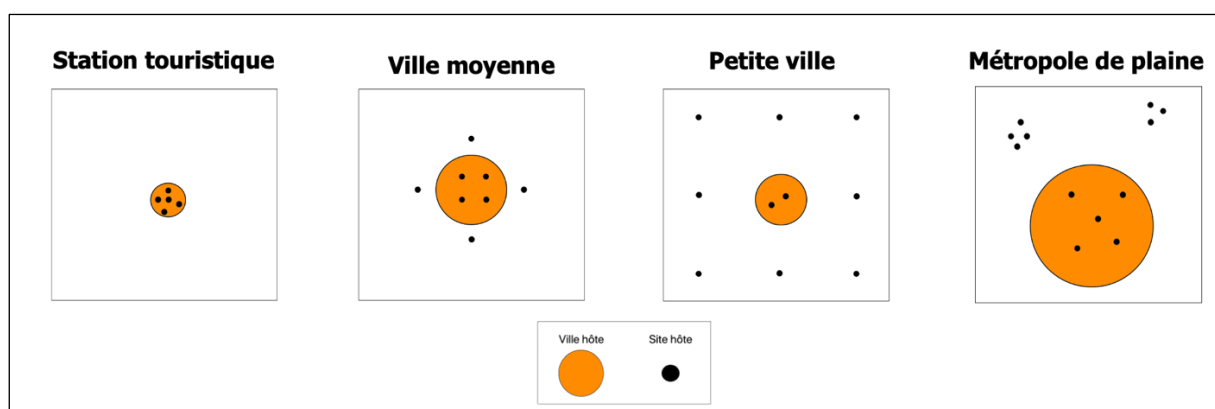 Station touristique
Ville moyenne
Petite ville
Métropole de plaine
Ville hôte
Site hôte